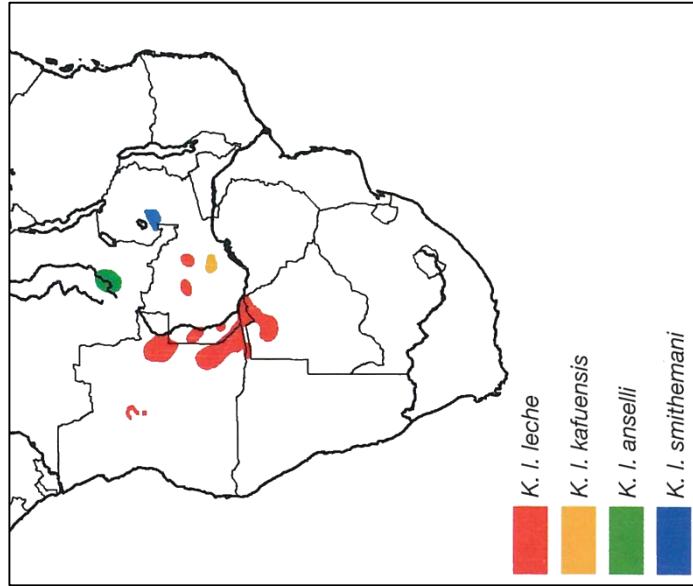 ?
K. l. leche
K. l. kafuensis
K. l. anselli
K. l. smithemani